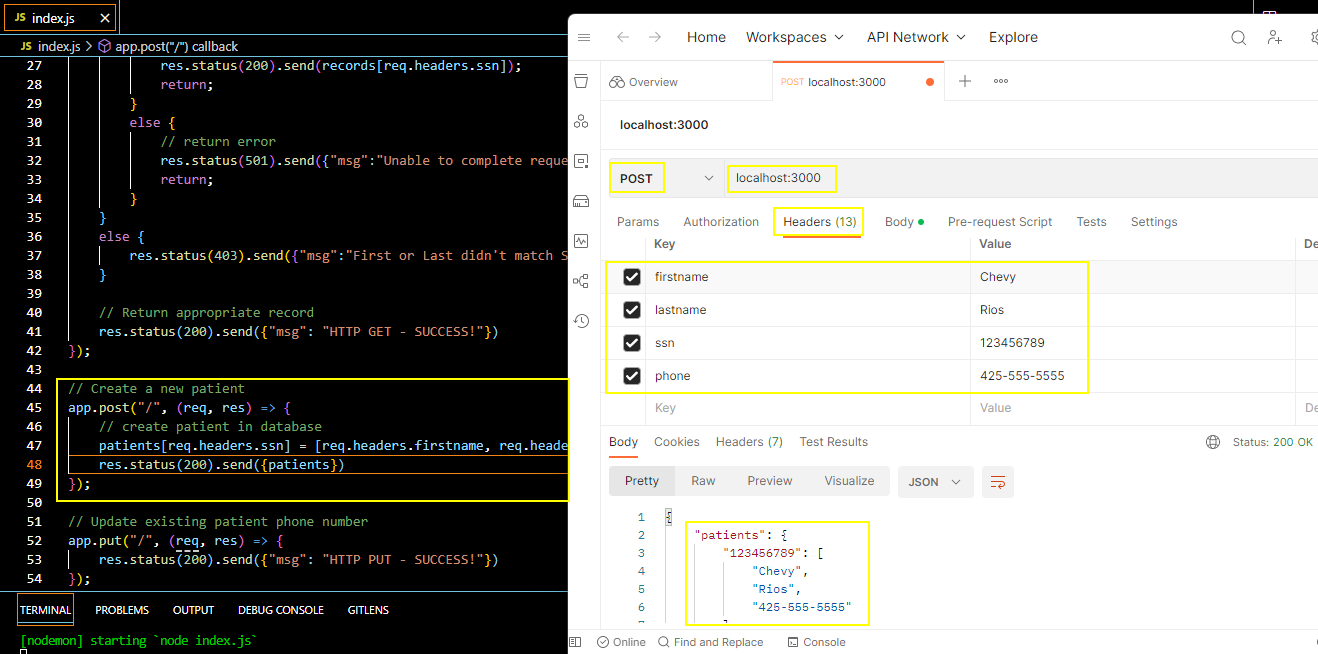 JS index.js ×
JS index.js > app.post("/") callback
27 res.status(200).send(records[req.headers.ssn]);
28 return;
29 }
30 else {
31 // return error
32 res.status(501).send({"msg":"Unable to complete reque
33 return;
34 }
35 }
36 else {
37 res.status(403).send({"msg":"First or Last didn't match S
38 }
39
40 // Return appropriate record
41 res.status(200).send({"msg": "HTTP GET - SUCCESS!"})
42 });
43
44 // Create a new patient
45 app.post("/", (req, res) => {
46 // create patient in database
47 patients[req.headers.ssn] = [req.headers.firstname, req.heade
48 res.status(200).send({patients})
49 });
50
51 // Update existing patient phone number
52 app.put("/", (req, res) => {
53 res.status(200).send({"msg": "HTTP PUT - SUCCESS!"})
54 });
TERMINAL PROBLEMS OUTPUT DEBUG CONSOLE GITLENS
[nodemon] starting `node index.js`
Home Workspaces API Network Explore
Overview POST localhost:3000
localhost:3000
POST localhost:3000
Params Authorization Headers (13) Body Pre-request Script Tests Settings
Key Value De
firstname Chevy
lastname Rios
ssn 123456789
phone 425-555-5555
Key Value De
Body Cookies Headers (7) Test Results Status: 200 OK
Pretty Raw Preview Visualize JSON
1 {
2 "patients": {
3 "123456789": [
4 "Chevy",
5 "Rios",
6 "425-555-5555"
Online Find and Replace Console